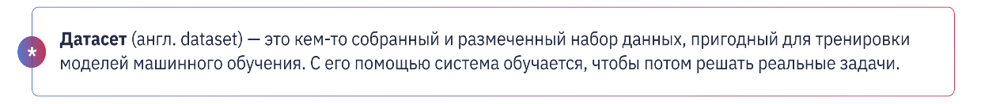 Датасет (англ. dataset) — это кем-то собранный и размеченный набор данных, пригодный для тренировки
моделей машинного обучения. С его помощью система обучается, чтобы потом решать реальные задачи.
*